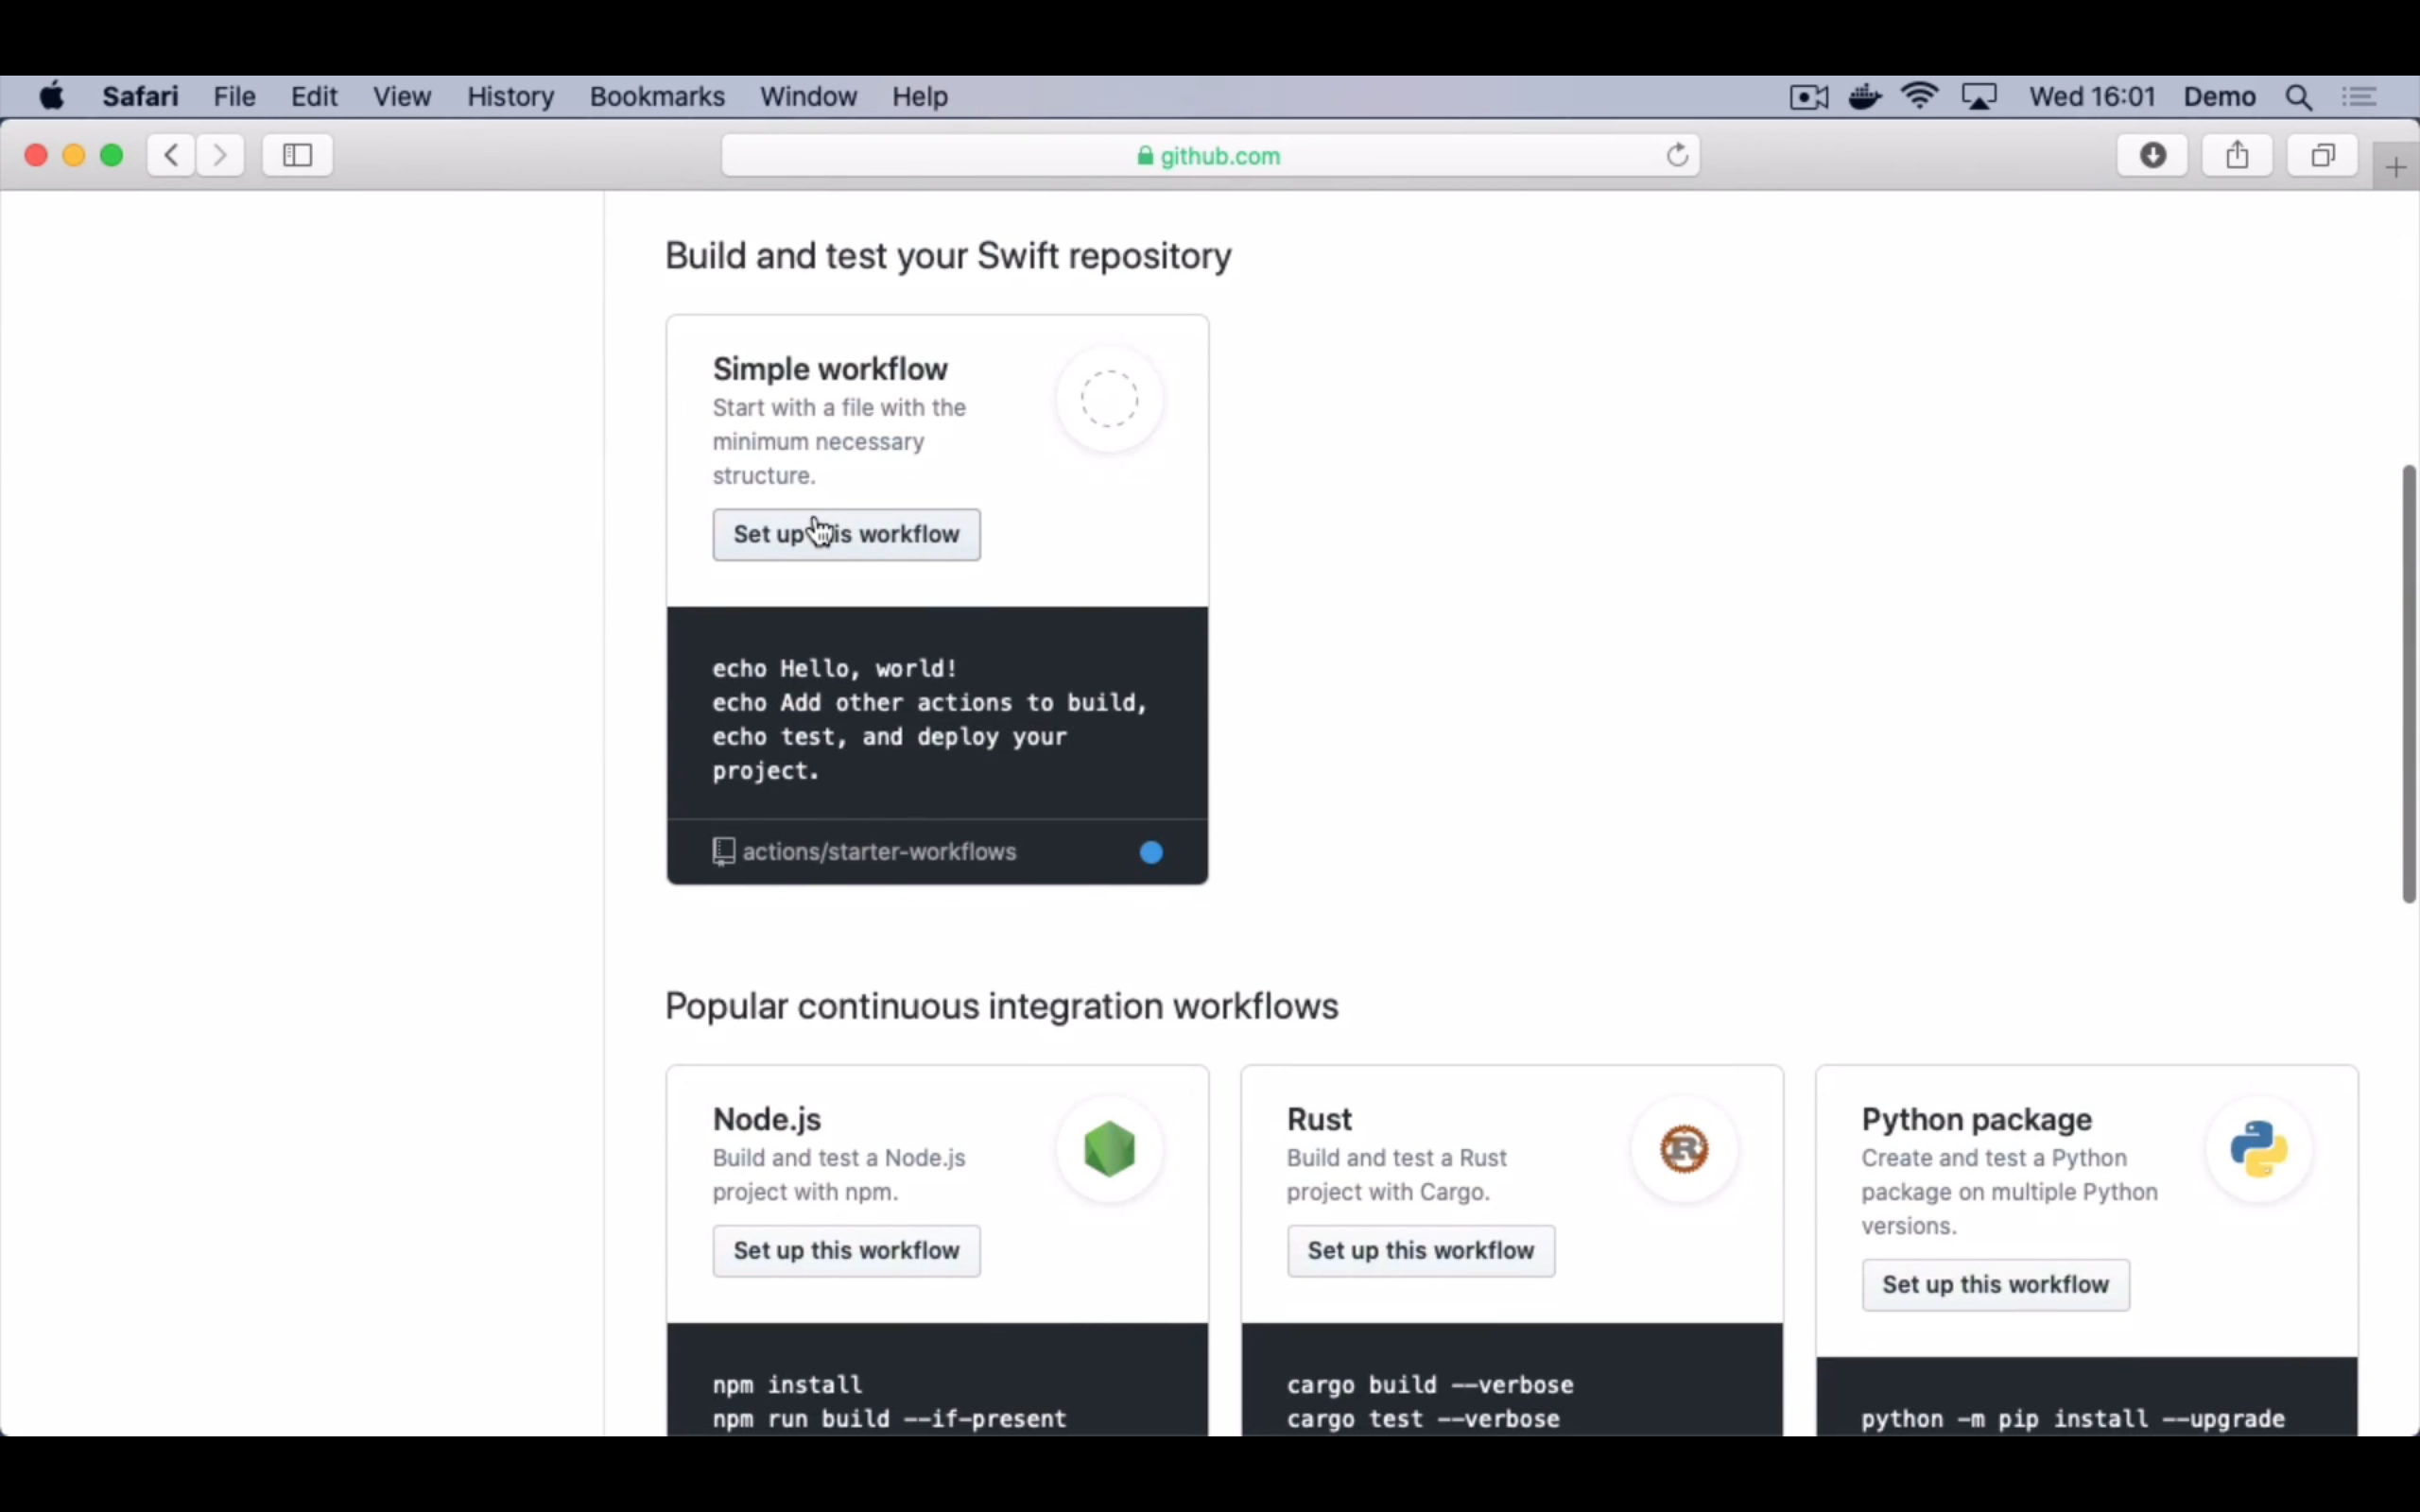 Safari File Edit View History Bookmarks Window Help Wed 16:01 Demo
github.com
Build and test your Swift repository
Simple workflow
Start with a file with the
minimum necessary
structure.
Set up this workflow
echo Hello, world!
echo Add other actions to build,
echo test, and deploy your
project.
actions/starter-workflows
Popular continuous integration workflows
Node.js
Build and test a Node.js
project with npm.
Set up this workflow
npm install
npm run build --if-present
Rust
Build and test a Rust
project with Cargo.
Set up this workflow
cargo build --verbose
cargo test --verbose
Python package
Create and test a Python
package on multiple Python
versions.
Set up this workflow
python -m pip install --upgrade